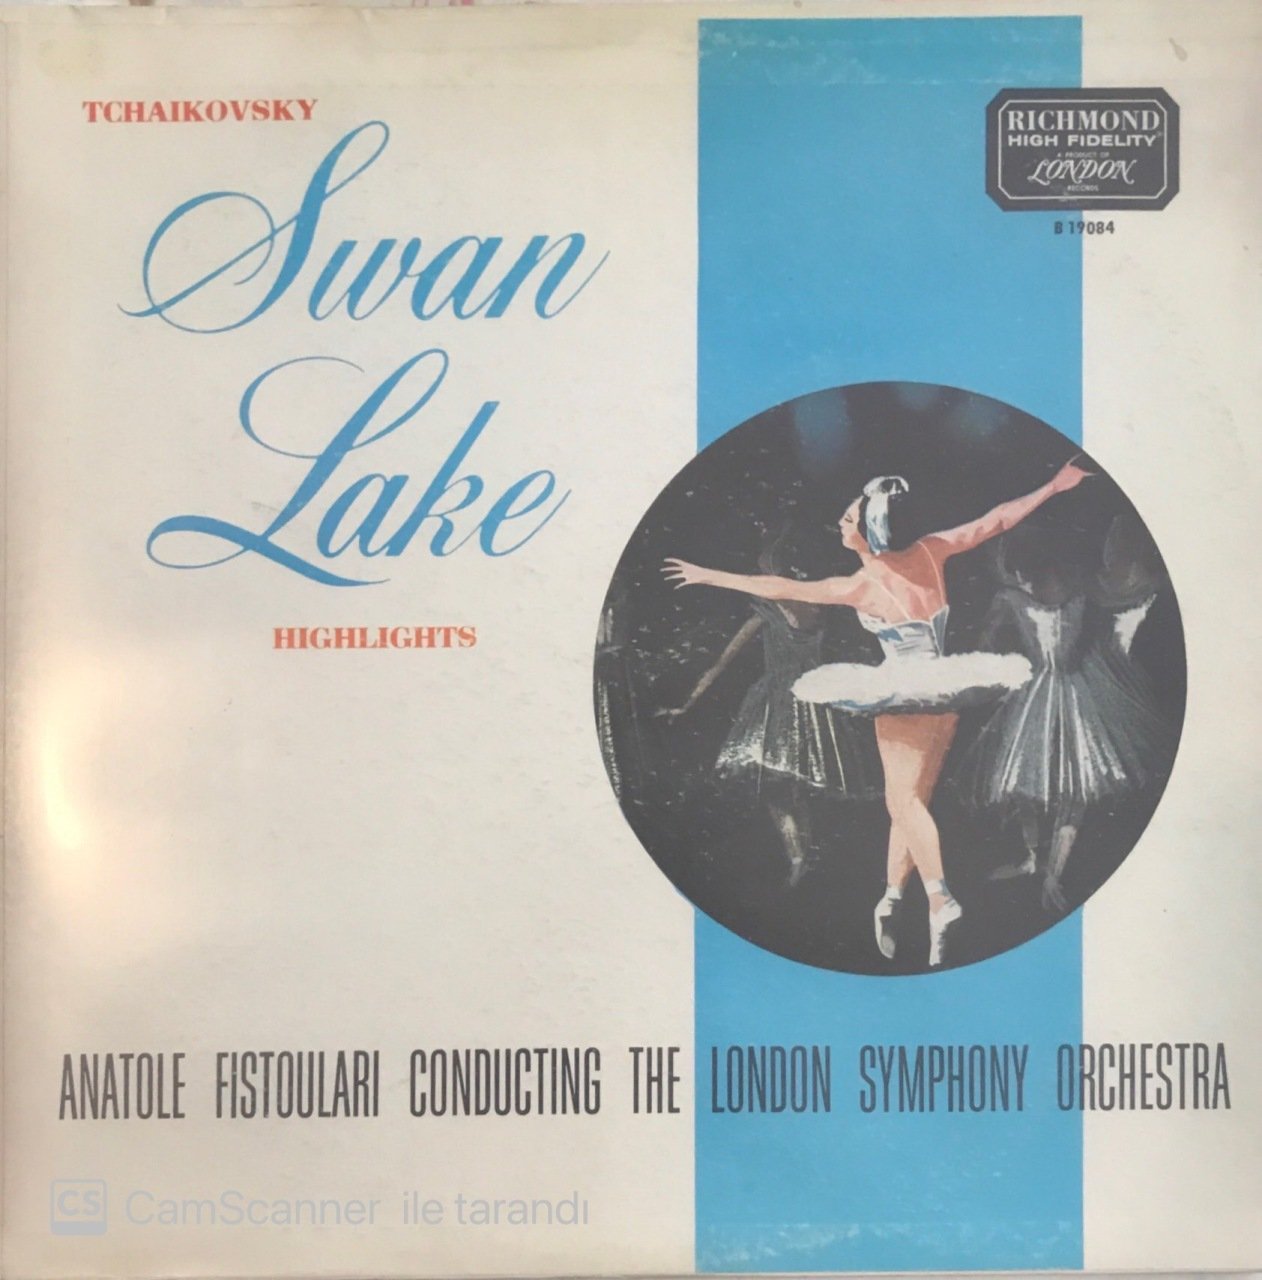 TCHAIKOVSKY
Swan
Lake
HIGHLIGHTS
RICHMOND
HIGH FIDELITY
A PRODUCT OF
LONDON
RECORDS
B 19084
ANATOLE FISTOULARI CONDUCTING THE LONDON SYMPHONY ORCHESTRA
CS CamScanner ile tarandı